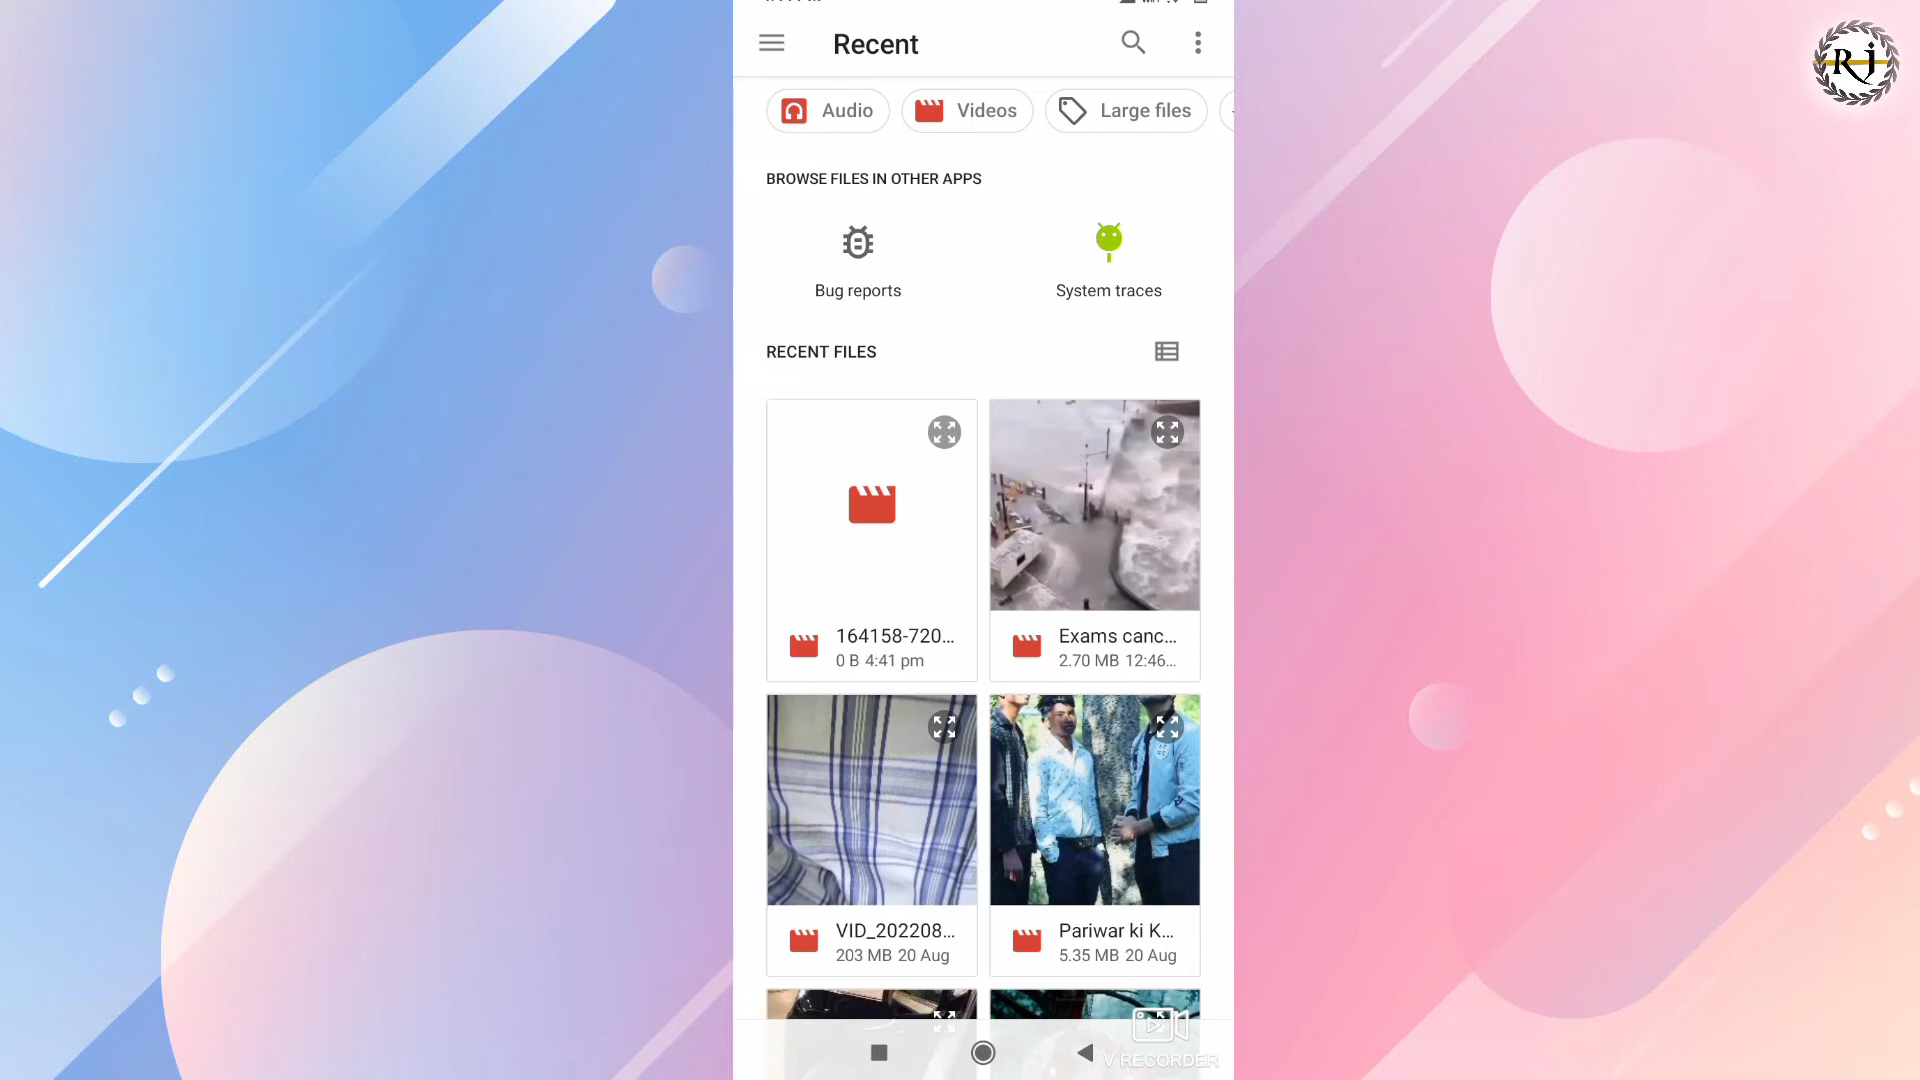 Recent
Audio
Videos
Large files
BROWSE FILES IN OTHER APPS
Bug reports
System traces
RECENT FILES
164158-720...
0 B 4:41 pm
Exams canc...
2.70 MB 12:46...
VID_202208...
203 MB 20 Aug
Pariwar ki K...
5.35 MB 20 Aug
V RECORDER
RJ